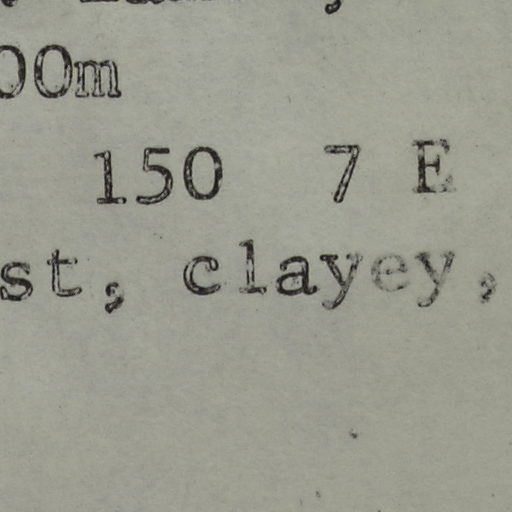 00m
150 7 E
st, clayey,